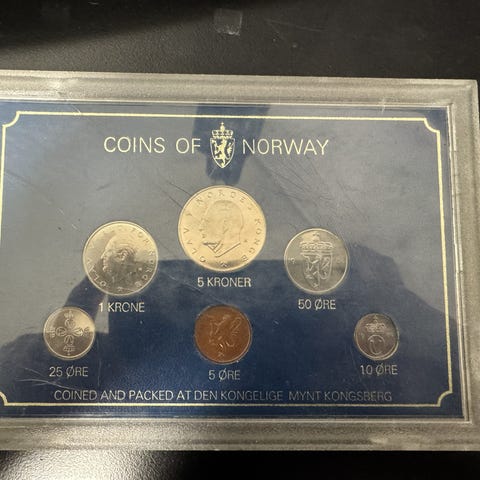 COINS OF NORWAY
OLAV V NORGES KONGE
1 KRONE
5 KRONER
50 ØRE
25 ØRE
5 ØRE
10 ØRE
COINED AND PACKED AT DEN KONGELIGE MYNT KONGSBERG